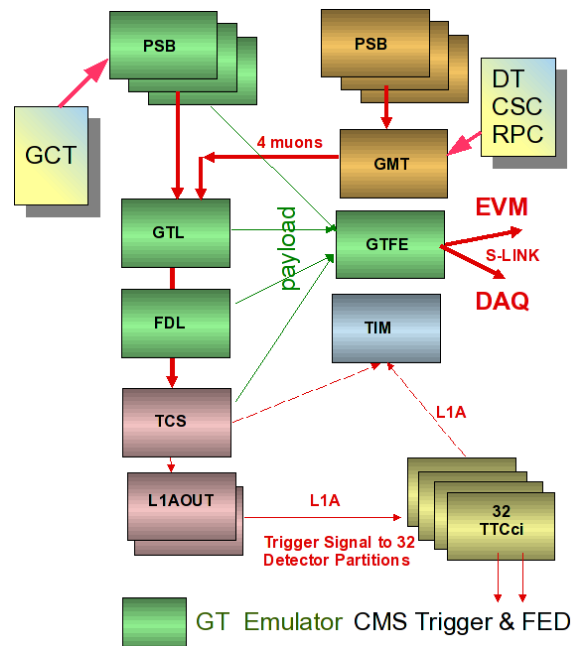 PSB
PSB
GCT
DT
CSC
RPC
4 muons
GMT
GTL
payload
GTFE
EVM
S-LINK
DAQ
FDL
TIM
TCS
L1A
L1AOUT
L1A
32
TTCci
Trigger Signal to 32
Detector Partitions
GT Emulator CMS Trigger & FED